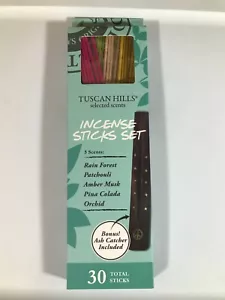 TUSCAN HILLS®
selected scents
INCENSE
STICKS SET
5 Scents:
Rain Forest
Patchouli
Amber Musk
Pina Colada
Orchid
Bonus!
Ash Catcher
Included
30 TOTAL
STICKS